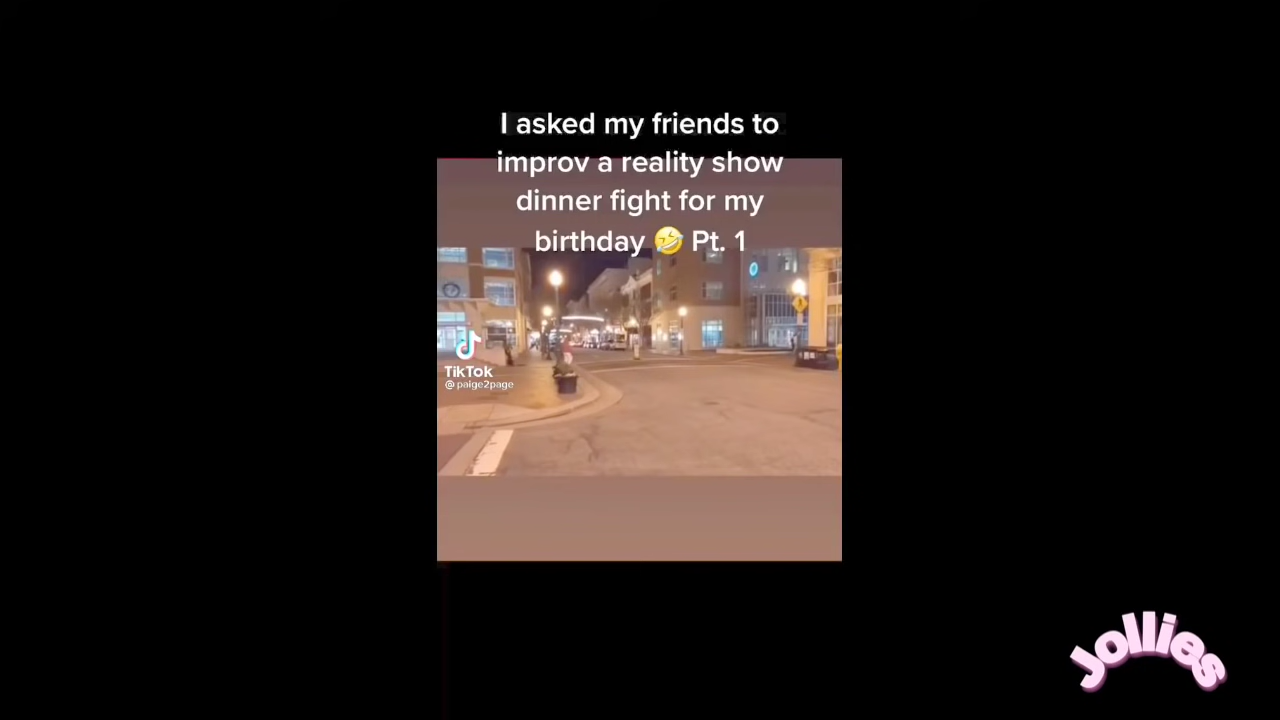 I asked my friends to
improv a reality show
dinner fight for my
birthday 🤣 Pt. 1
TikTok
@paige2page
Jollies